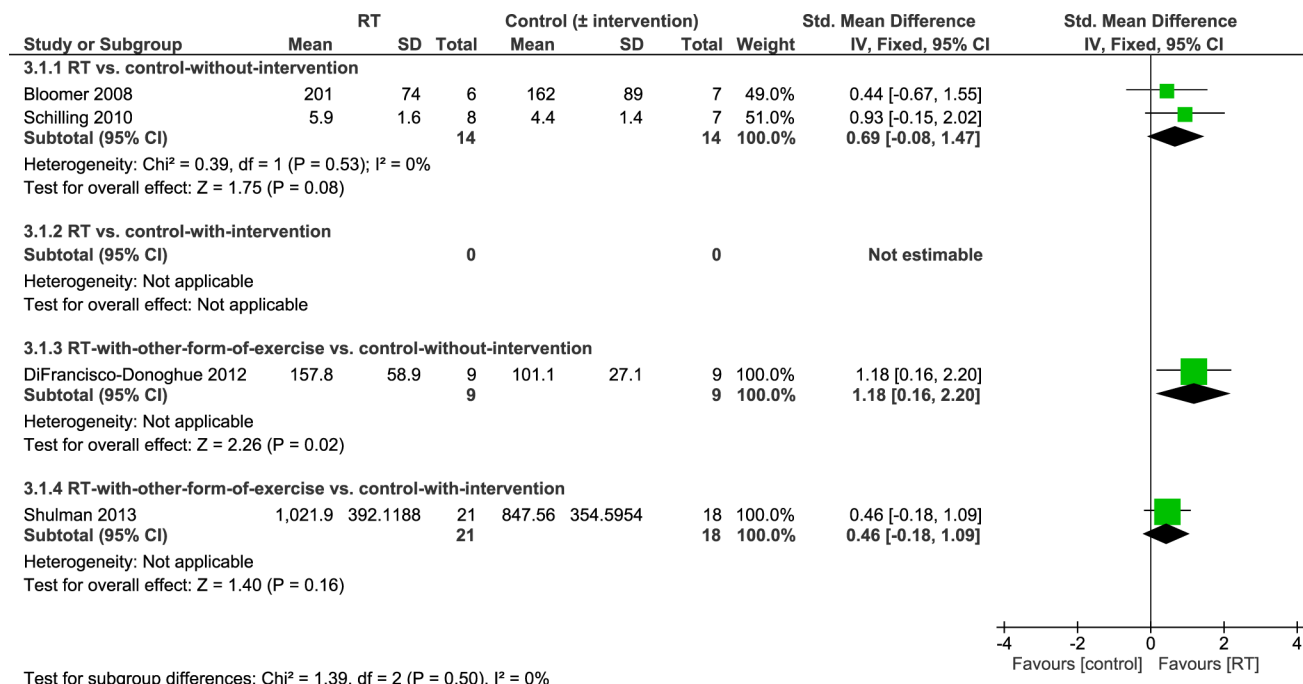 RT Control (± intervention) Std. Mean Difference Std. Mean Difference
Study or Subgroup Mean SD Total Mean SD Total Weight IV, Fixed, 95% CI IV, Fixed, 95% CI
3.1.1 RT vs. control-without-intervention
Bloomer 2008 201 74 6 162 89 7 49.0% 0.44 [-0.67, 1.55]
Schilling 2010 5.9 1.6 8 4.4 1.4 7 51.0% 0.93 [-0.15, 2.02]
Subtotal (95% CI) 14 14 100.0% 0.69 [-0.08, 1.47]
Heterogeneity: Chi² = 0.39, df = 1 (P = 0.53); I² = 0%
Test for overall effect: Z = 1.75 (P = 0.08)
3.1.2 RT vs. control-with-intervention
Subtotal (95% CI) 0 0 Not estimable
Heterogeneity: Not applicable
Test for overall effect: Not applicable
3.1.3 RT-with-other-form-of-exercise vs. control-without-intervention
DiFrancisco-Donoghue 2012 157.8 58.9 9 101.1 27.1 9 100.0% 1.18 [0.16, 2.20]
Subtotal (95% CI) 9 9 100.0% 1.18 [0.16, 2.20]
Heterogeneity: Not applicable
Test for overall effect: Z = 2.26 (P = 0.02)
3.1.4 RT-with-other-form-of-exercise vs. control-with-intervention
Shulman 2013 1,021.9 392.1188 21 847.56 354.5954 18 100.0% 0.46 [-0.18, 1.09]
Subtotal (95% CI) 21 18 100.0% 0.46 [-0.18, 1.09]
Heterogeneity: Not applicable
Test for overall effect: Z = 1.40 (P = 0.16)
-4 -2 0 2 4
Favours [control] Favours [RT]
Test for subgroup differences: Chi² = 1.39, df = 2 (P = 0.50), I² = 0%